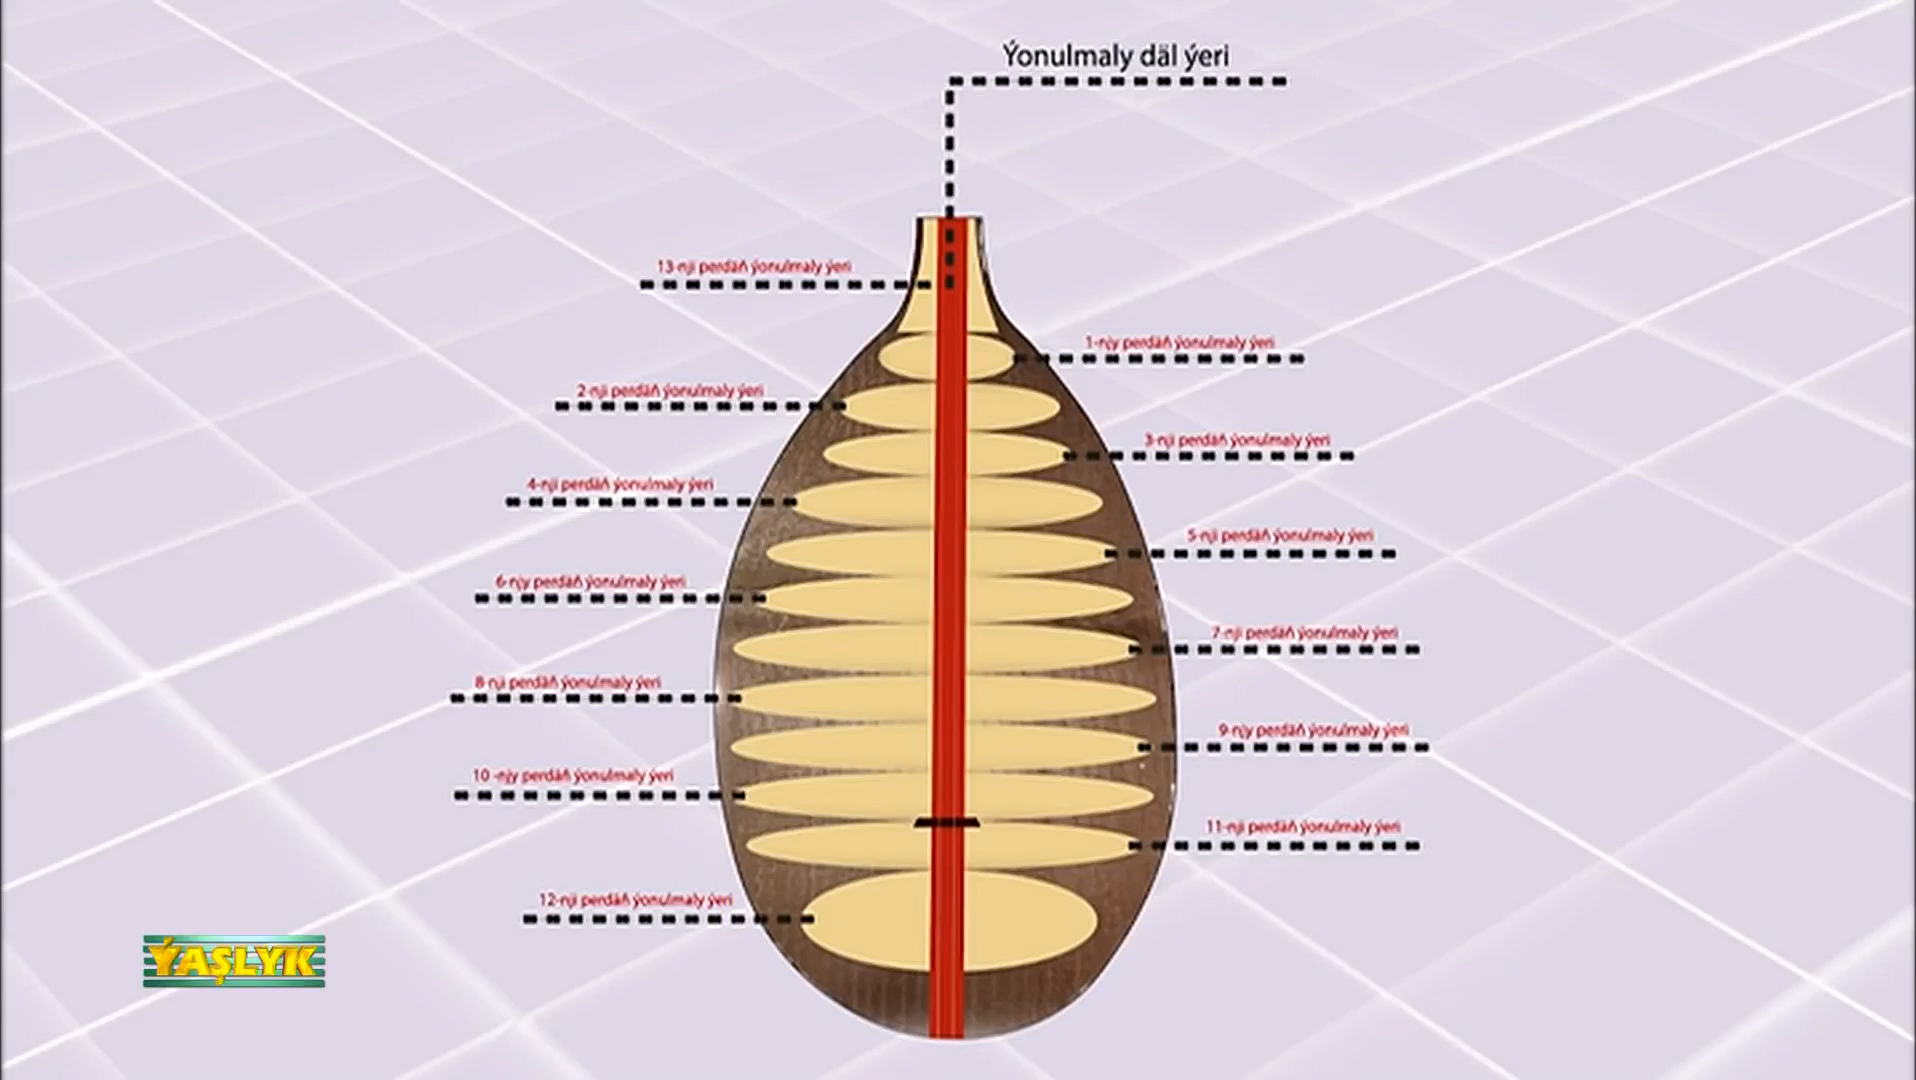 Ýonulmaly däl ýeri
13-nji perdäň ýonulmaly ýeri
1-njy perdäň ýonulmaly ýeri
2-nji perdäň ýonulmaly ýeri
3-nji perdäň ýonulmaly ýeri
4-nji perdäň ýonulmaly ýeri
5-nji perdäň ýonulmaly ýeri
6-njy perdäň ýonulmaly ýeri
7-nji perdäň ýonulmaly ýeri
8-nji perdäň ýonulmaly ýeri
9-njy perdäň ýonulmaly ýeri
10 -njy perdäň ýonulmaly ýeri
11-nji perdäň ýonulmaly ýeri
12-nji perdäň ýonulmaly ýeri
ÝAŞLYK